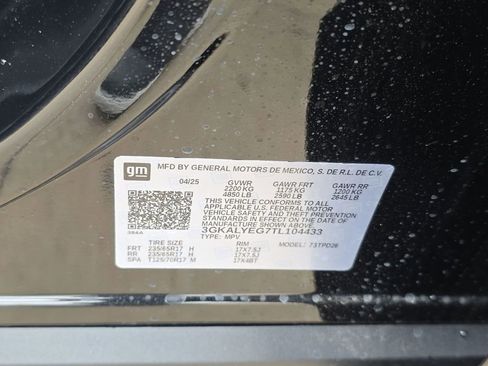 gm
MFD BY GENERAL MOTORS DE MEXICO, S. DE R.L. DE C.V.
04/25 GVWR GAWR FRT GAWR RR
2200 KG 1175 KG 1200 KG
4850 LB 2590 LB 2645 LB
THIS VEHICLE CONFORMS TO ALL
APPLICABLE U.S. FEDERAL MOTOR
VEHICLE SAFETY, BUMPER, AND THEFT
PREVENTION STANDARDS IN EFFECT ON THE
DATE OF MANUFACTURE SHOWN ABOVE.
3GKALYEG7TL104433
TYPE: MPV MODEL: 73TPD26
TIRE SIZE RIM
FRT 235/65R17 H 17X7.5J
RR 235/65R17 H 17X7.5J
SPA T125/70R17 M 17X4BT